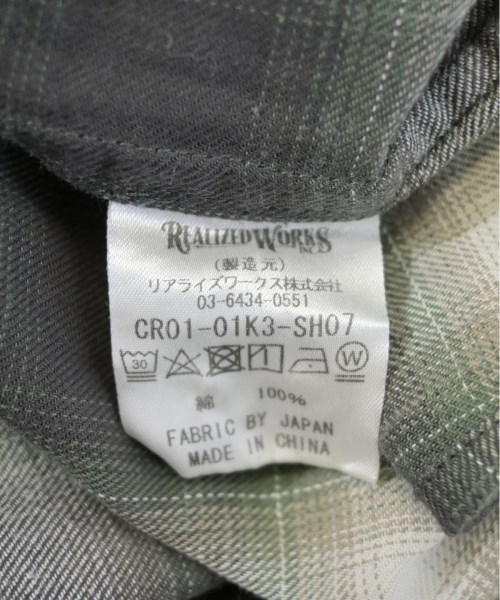 REALIZED WORKS
INC
(製造元)
リアライズワークス株式会社
03-6434-0551
CR01-01K3-SH07
30 W
綿 100%
FABRIC BY JAPAN
MADE IN CHINA